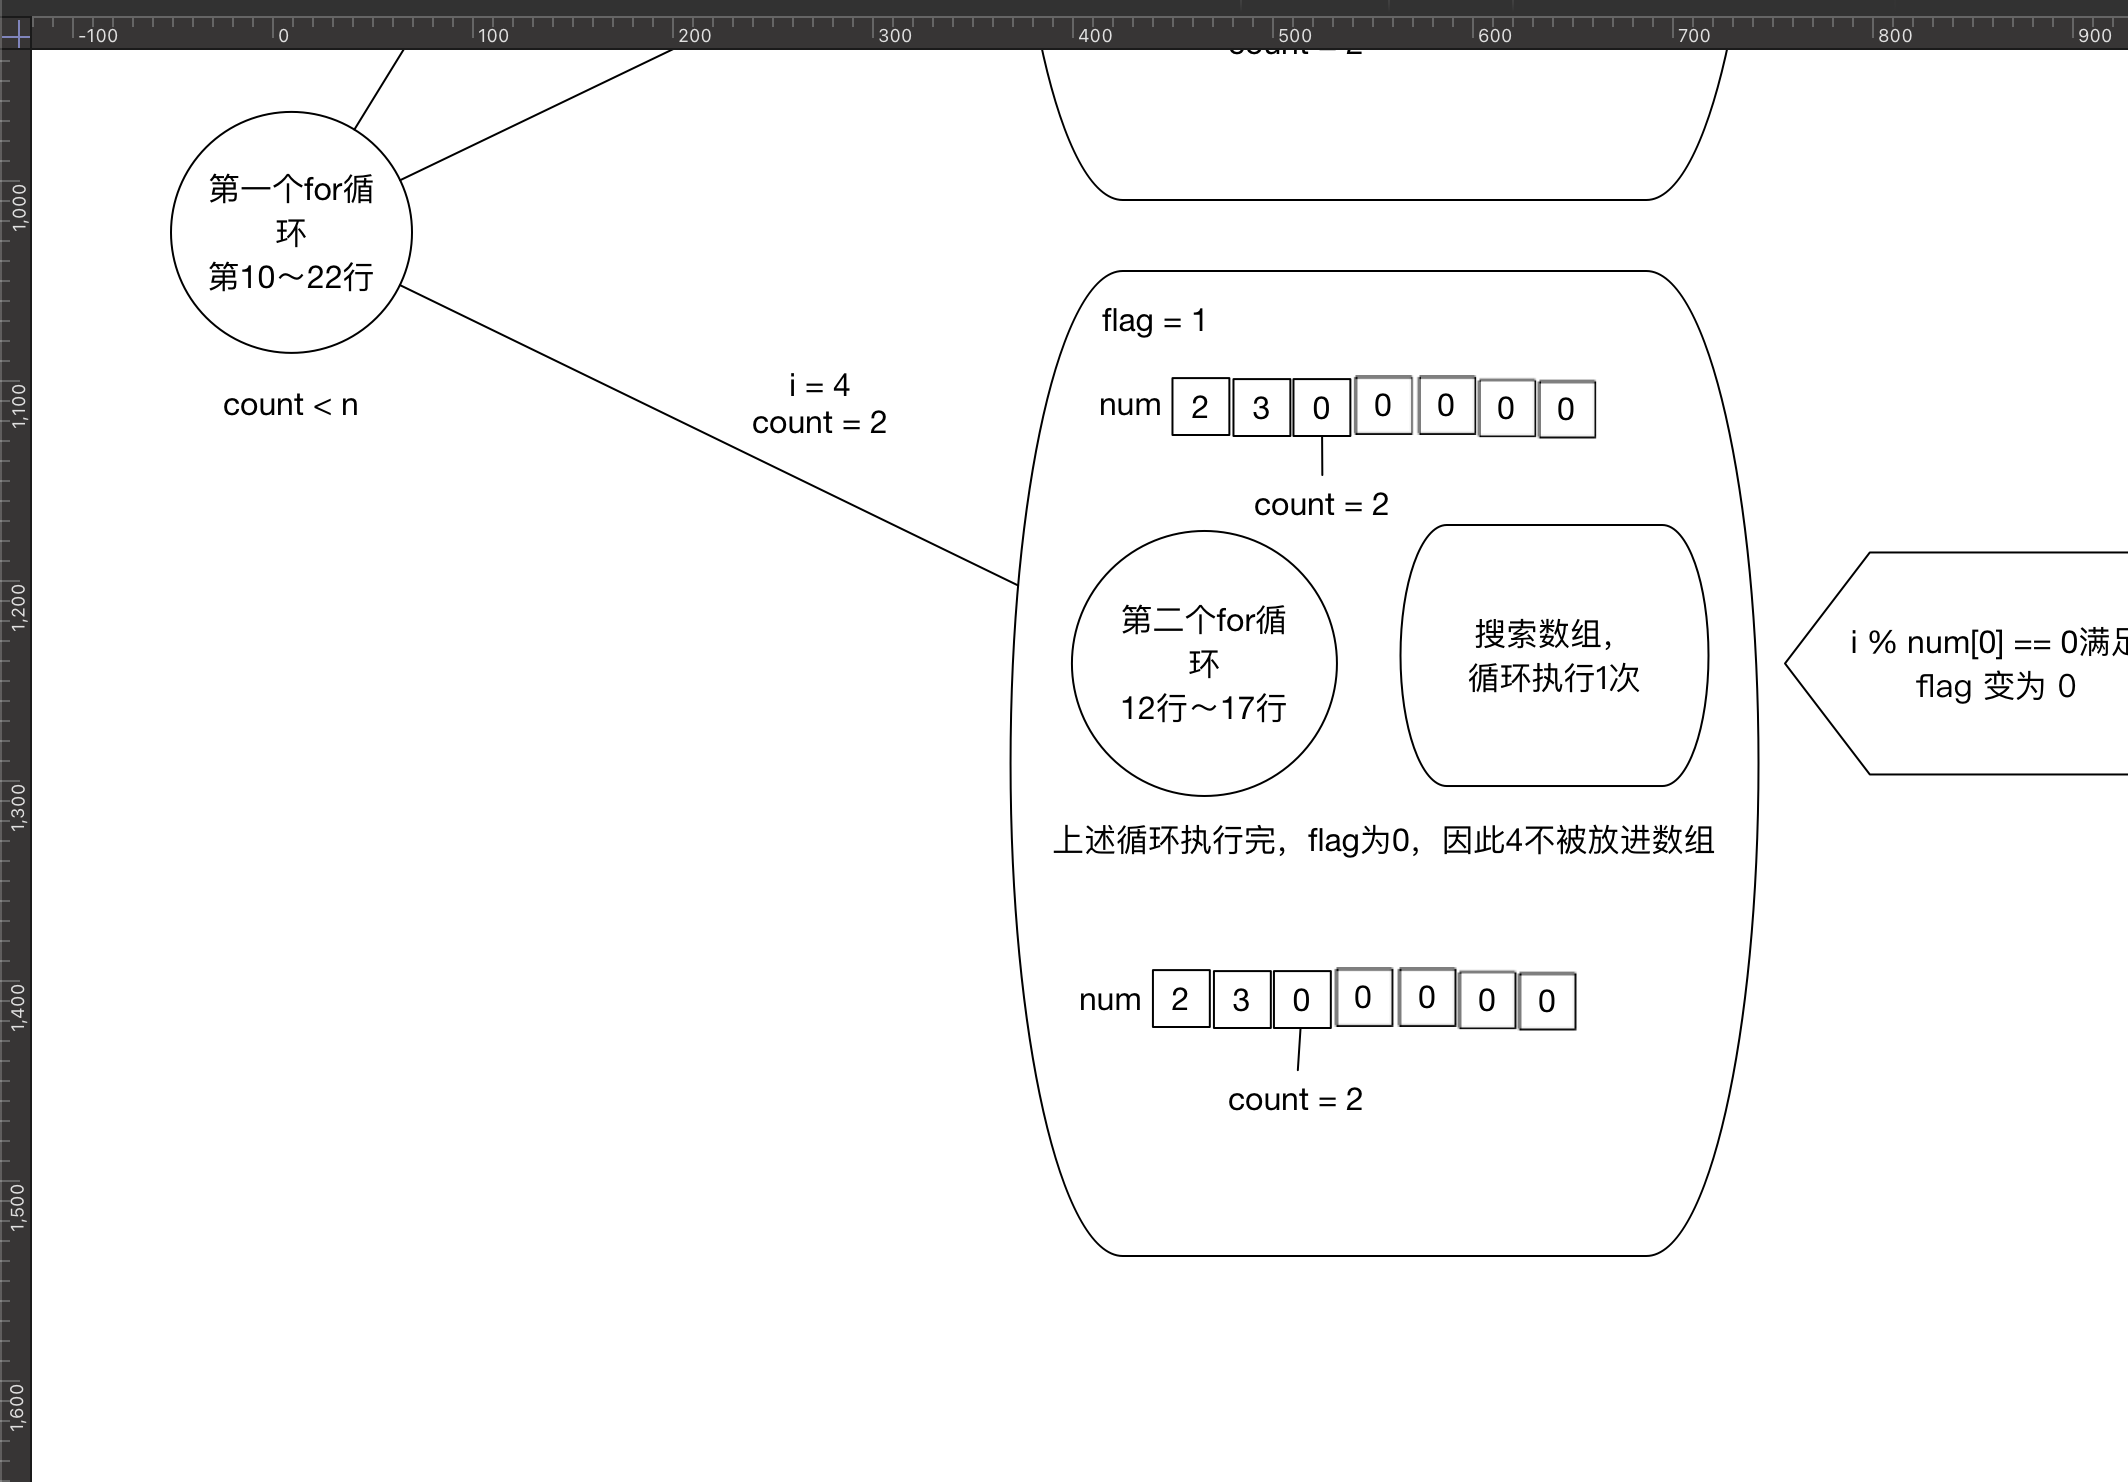 -100 0 100 200 300 400 500 600 700 800 900
1,000
1,100
1,200
1,300
1,400
1,500
1,600
count = 2
第一个for循
环
第10～22行
count < n
i = 4
count = 2
flag = 1
num 2 3 0 0 0 0 0
count = 2
第二个for循
环
12行～17行
搜索数组，
循环执行1次
i % num[0] == 0满足
flag 变为 0
上述循环执行完，flag为0，因此4不被放进数组
num 2 3 0 0 0 0 0
count = 2